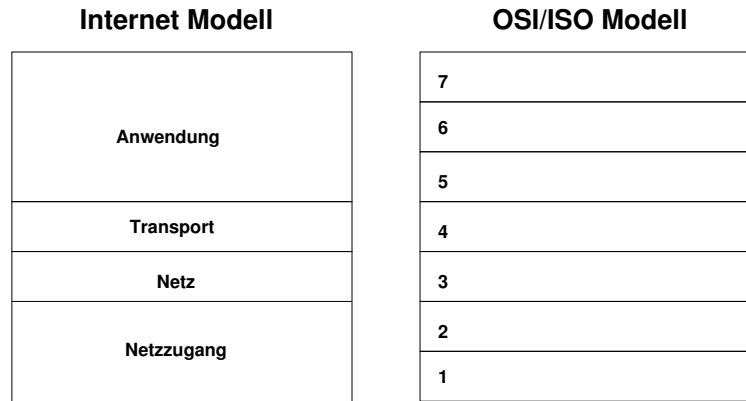 Internet Modell
Anwendung
Transport
Netz
Netzzugang
OSI/ISO Modell
7
6
5
4
3
2
1